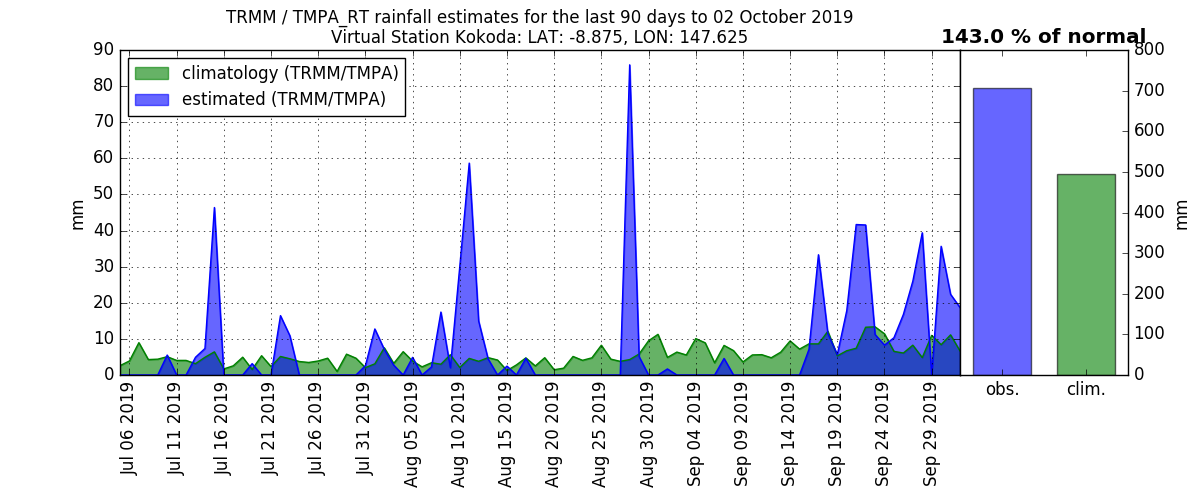 TRMM / TMPA_RT rainfall estimates for the last 90 days to 02 October 2019
Virtual Station Kokoda: LAT: -8.875, LON: 147.625
143.0 % of normal
climatology (TRMM/TMPA)
estimated (TRMM/TMPA)
90
80
70
60
50
40
30
20
10
0
mm
Jul 06 2019
Jul 11 2019
Jul 16 2019
Jul 21 2019
Jul 26 2019
Jul 31 2019
Aug 05 2019
Aug 10 2019
Aug 15 2019
Aug 20 2019
Aug 25 2019
Aug 30 2019
Sep 04 2019
Sep 09 2019
Sep 14 2019
Sep 19 2019
Sep 24 2019
Sep 29 2019
obs.
clim.
800
700
600
500
400
300
200
100
0
mm